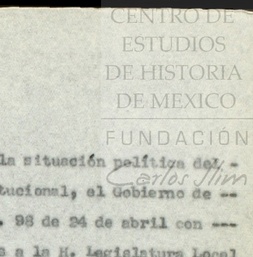 CENTRO DE
ESTUDIOS
DE HISTORIA
DE MEXICO
FUNDACIÓN
Carlos Slim
la situación política del -
tucional, el Gobierno de --
. 98 de 24 de abril con ---
a la H. Legislatura Local